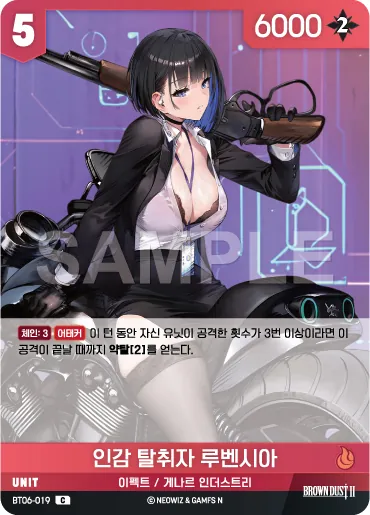 5
6000 2
SAMPLE
체인: 3 어태커 이 턴 동안 자신 유닛이 공격한 횟수가 3번 이상이라면 이
공격이 끝날 때까지 약탈[2]를 얻는다.
인감 탈취자 루벤시아
UNIT
이펙트 / 게나르 인더스트리
BT06-019 C
© NEOWIZ & GAMFS N
BROWN DUST II